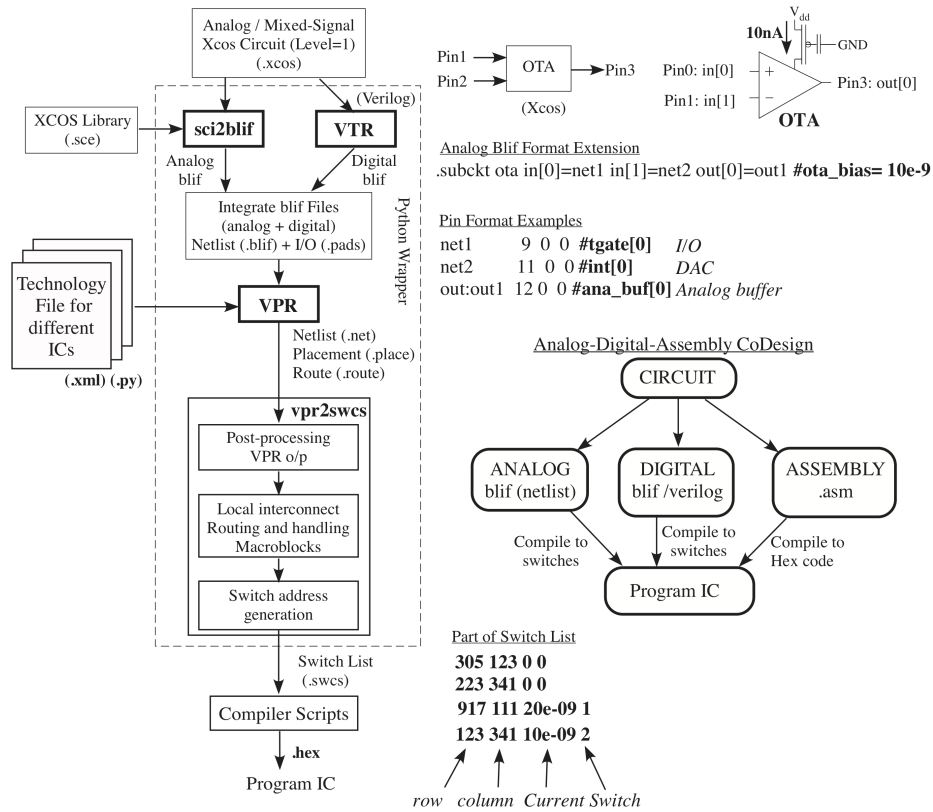 Analog / Mixed-Signal
Xcos Circuit (Level=1)
(.xcos)
(Verilog)
XCOS Library
(.sce)
sci2blif
VTR
Analog
blif
Digital
blif
Integrate blif Files
(analog + digital)
Netlist (.blif) + I/O (.pads)
Python Wrapper
Technology
File for
different
ICs
(.xml) (.py)
VPR
Netlist (.net)
Placement (.place)
Route (.route)
vpr2swcs
Post-processing
VPR o/p
Local interconnect
Routing and handling
Macroblocks
Switch address
generation
Switch List
(.swcs)
Compiler Scripts
.hex
Program IC
Pin1
Pin2
OTA
Pin3
(Xcos)
Vdd
10nA
GND
Pin0: in[0]
Pin1: in[1]
+
−
Pin3: out[0]
OTA
Analog Blif Format Extension
.subckt ota in[0]=net1 in[1]=net2 out[0]=out1 #ota_bias= 10e-9
Pin Format Examples
net1 9 0 0 #tgate[0] I/O
net2 11 0 0 #int[0] DAC
out:out1 12 0 0 #ana_buf[0] Analog buffer
Analog-Digital-Assembly CoDesign
CIRCUIT
ANALOG
blif (netlist)
DIGITAL
blif /verilog
ASSEMBLY
.asm
Compile to
switches
Compile to
switches
Compile to
Hex code
Program IC
Part of Switch List
305 123 0 0
223 341 0 0
917 111 20e-09 1
123 341 10e-09 2
row column Current Switch